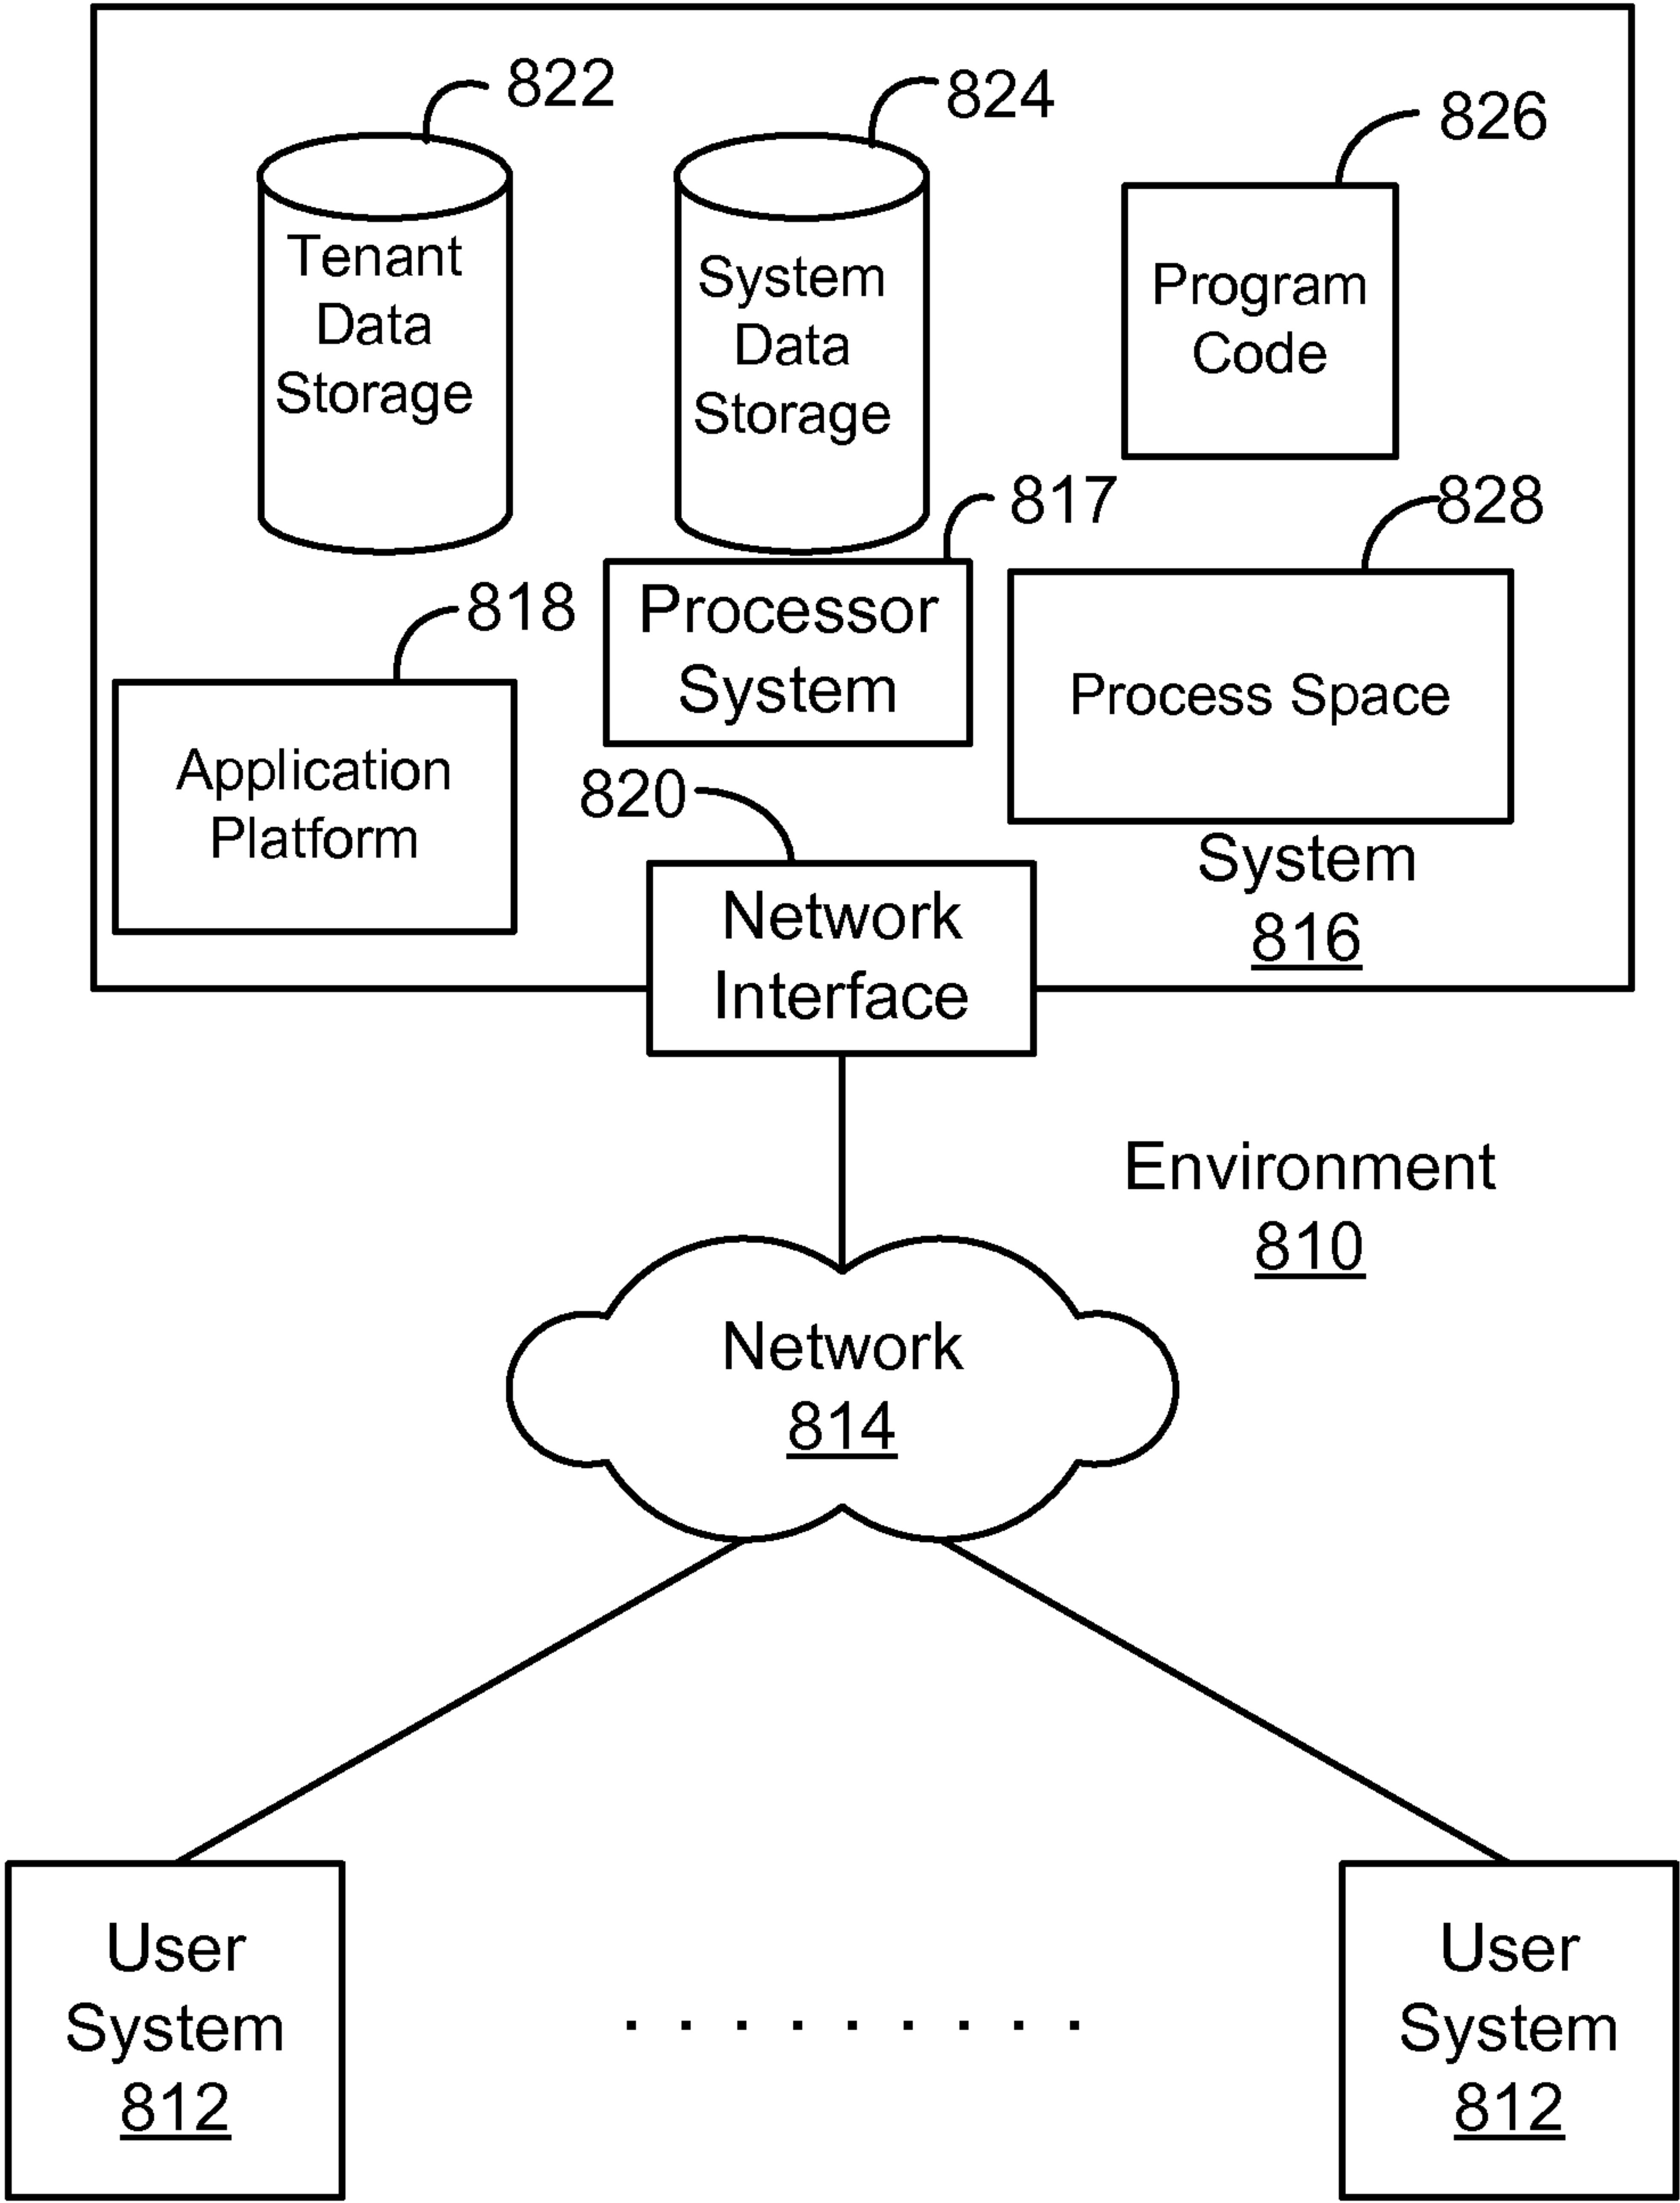 822
824
826
Tenant
Data
Storage
System
Data
Storage
Program
Code
817
828
818
Processor
System
Process Space
Application
Platform
820
System
816
Network
Interface
Environment
810
Network
814
User
System
812
. . . . . . . . .
User
System
812